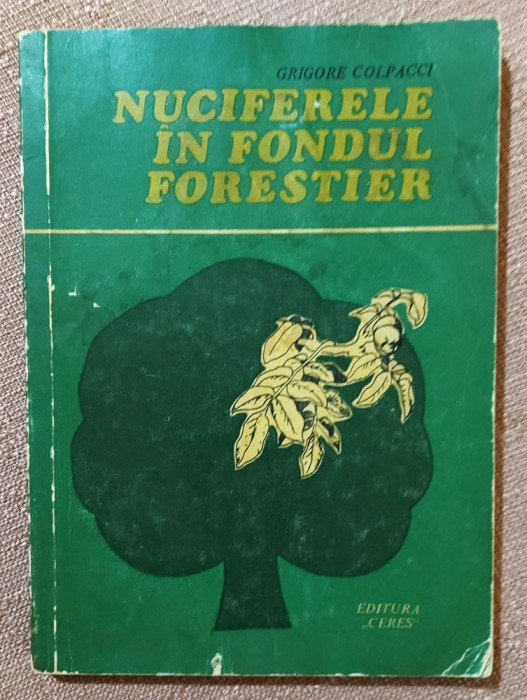 GRIGORE COLPACCI
NUCIFERELE
ÎN FONDUL
FORESTIER
EDITURA
„CERES”